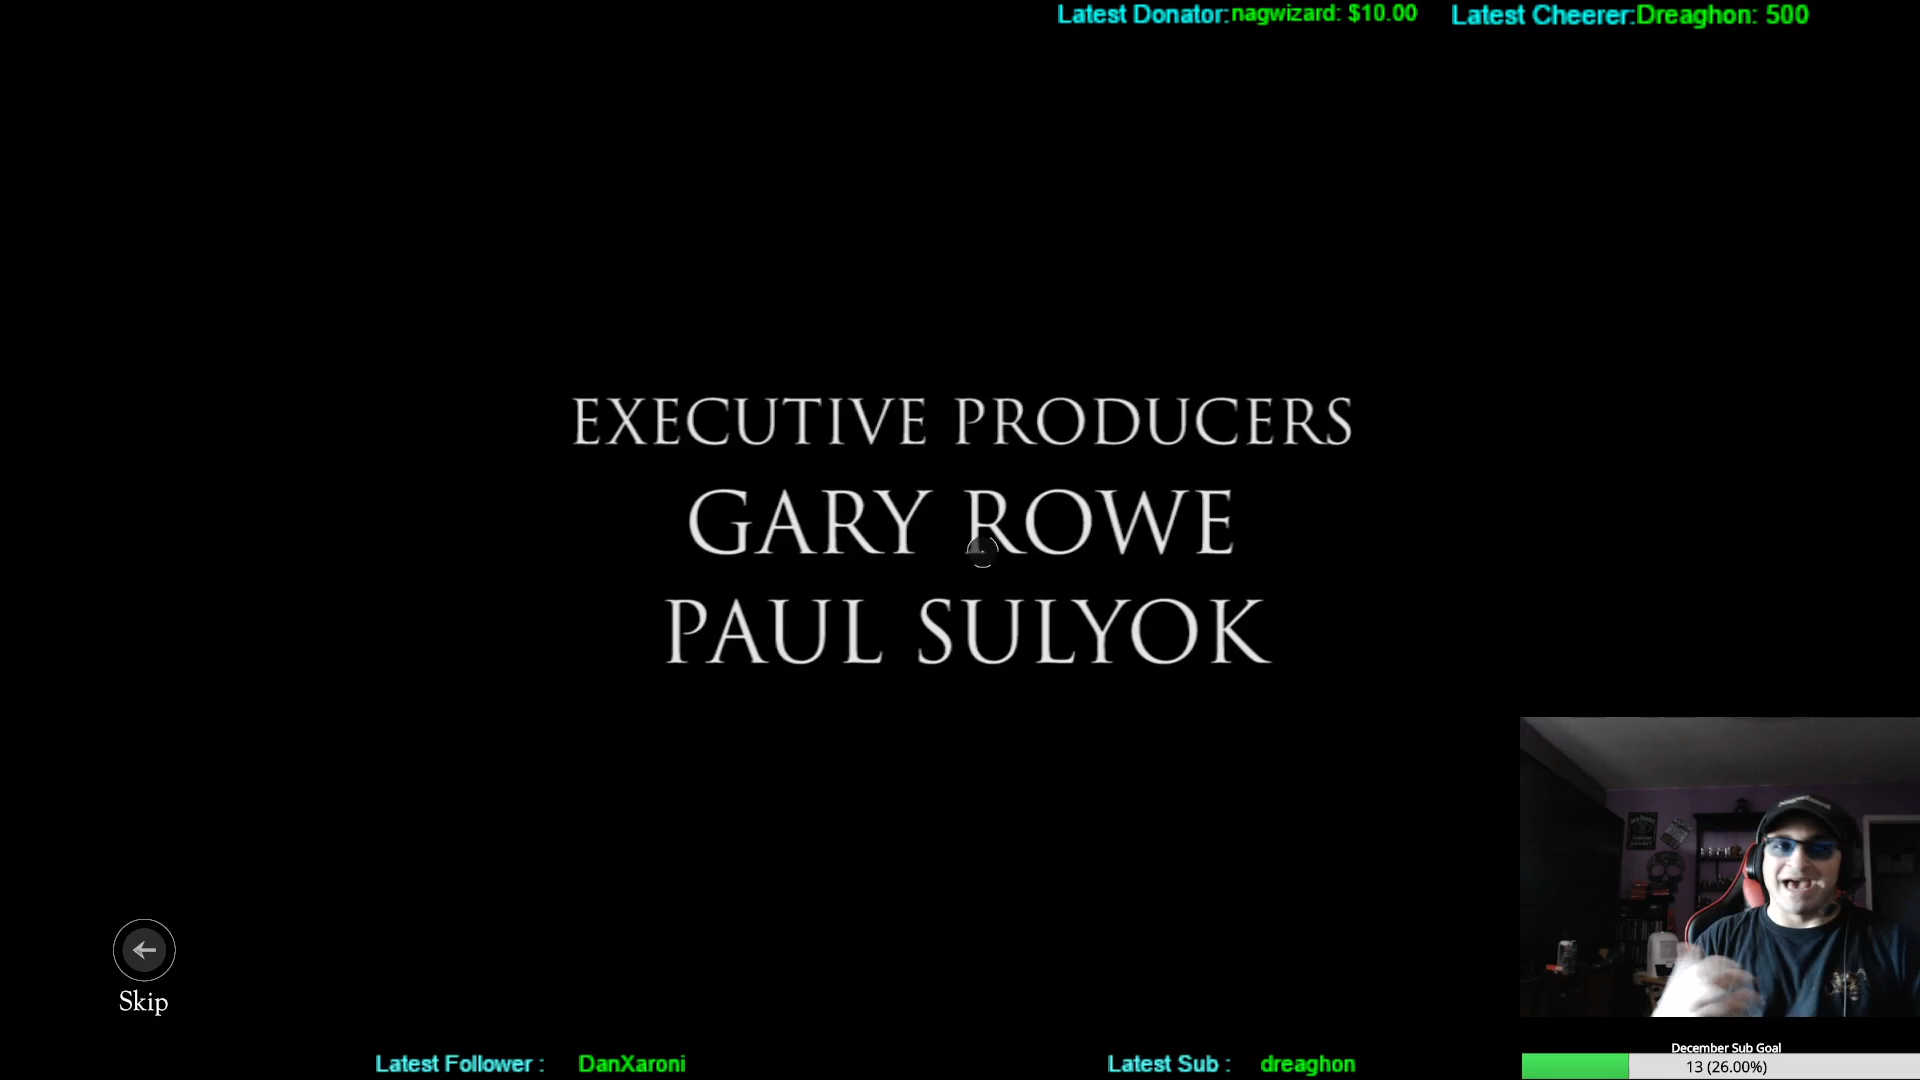 Latest Donator: nagwizard: $10.00 Latest Cheerer: Dreaghon: 500
EXECUTIVE PRODUCERS
GARY ROWE
PAUL SULYOK
Skip
Latest Follower : DanXaroni Latest Sub : dreaghon
December Sub Goal
13 (26.00%)